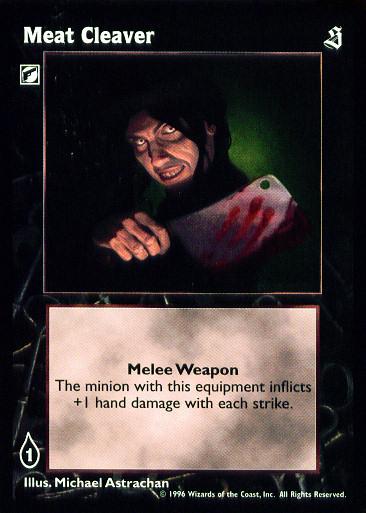 Meat Cleaver
S
Melee Weapon
The minion with this equipment inflicts
+1 hand damage with each strike.
1
Illus. Michael Astrachan
© 1996 Wizards of the Coast, Inc. All Rights Reserved.